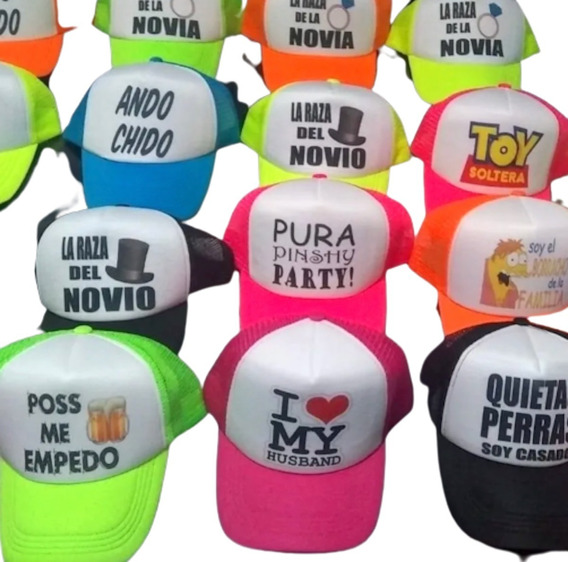 DO
DE LA
NOVIA
LA RAZA
DE LA
NOVIA
LA RAZA
DE LA
NOVIA
ANDO
CHIDO
LA RAZA
DEL
NOVIO
TOY
SOLTERA
LA RAZA
DEL
NOVIO
PURA
PINSHY
PARTY!
soy el
BORRACHO
de la
FAMILIA
POSS
ME
EMPEDO
I
MY
HUSBAND
QUIETA
PERRAS
SOY CASADO